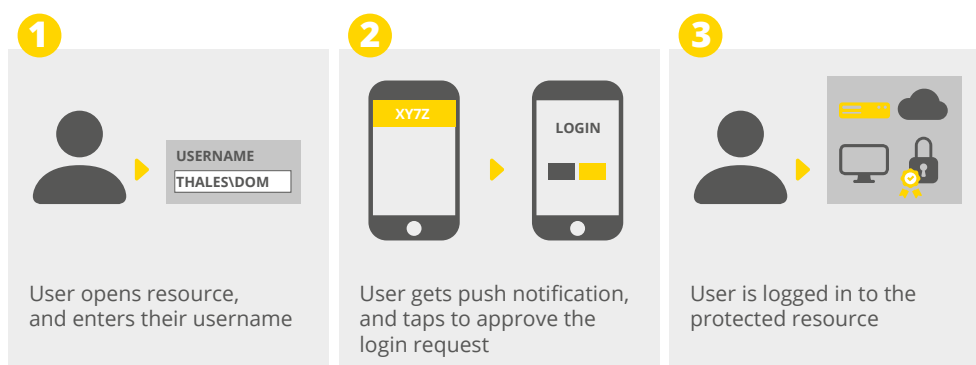 1
USERNAME
THALES\DOM
User opens resource,
and enters their username
2
XY7Z
LOGIN
User gets push notification,
and taps to approve the
login request
3
User is logged in to the
protected resource